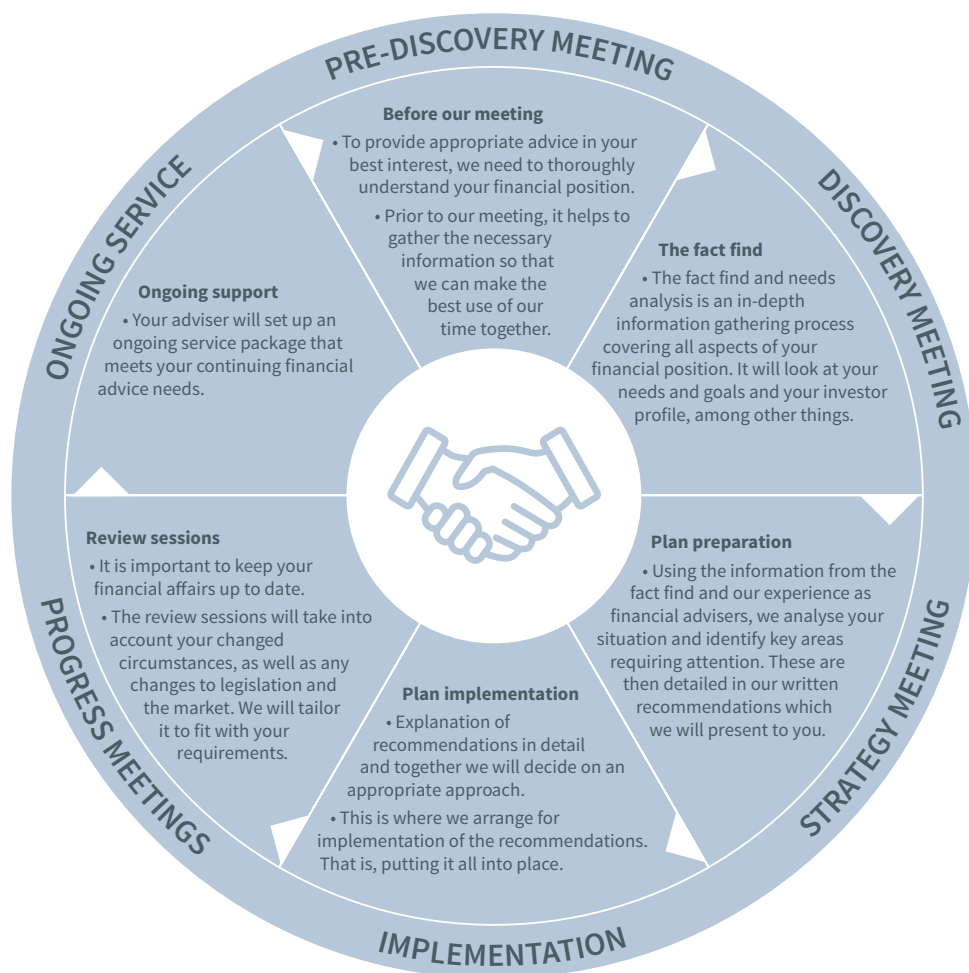 PRE-DISCOVERY MEETING
Before our meeting
• To provide appropriate advice in your
best interest, we need to thoroughly
understand your financial position.
• Prior to our meeting, it helps to
gather the necessary
information so that
we can make the
best use of our
time together.
DISCOVERY MEETING
The fact find
• The fact find and needs
analysis is an in-depth
information gathering process
covering all aspects of your
financial position. It will look at your
needs and goals and your investor
profile, among other things.
STRATEGY MEETING
Plan preparation
• Using the information from the
fact find and our experience as
financial advisers, we analyse your
situation and identify key areas
requiring attention. These are
then detailed in our written
recommendations which
we will present to you.
IMPLEMENTATION
Plan implementation
• Explanation of
recommendations in detail
and together we will decide on an
appropriate approach.
• This is where we arrange for
implementation of the recommendations.
That is, putting it all into place.
PROGRESS MEETINGS
Review sessions
• It is important to keep your
financial affairs up to date.
• The review sessions will take into
account your changed
circumstances, as well as any
changes to legislation and
the market. We will tailor
it to fit with your
requirements.
ONGOING SERVICE
Ongoing support
• Your adviser will set up an
ongoing service package that
meets your continuing financial
advice needs.